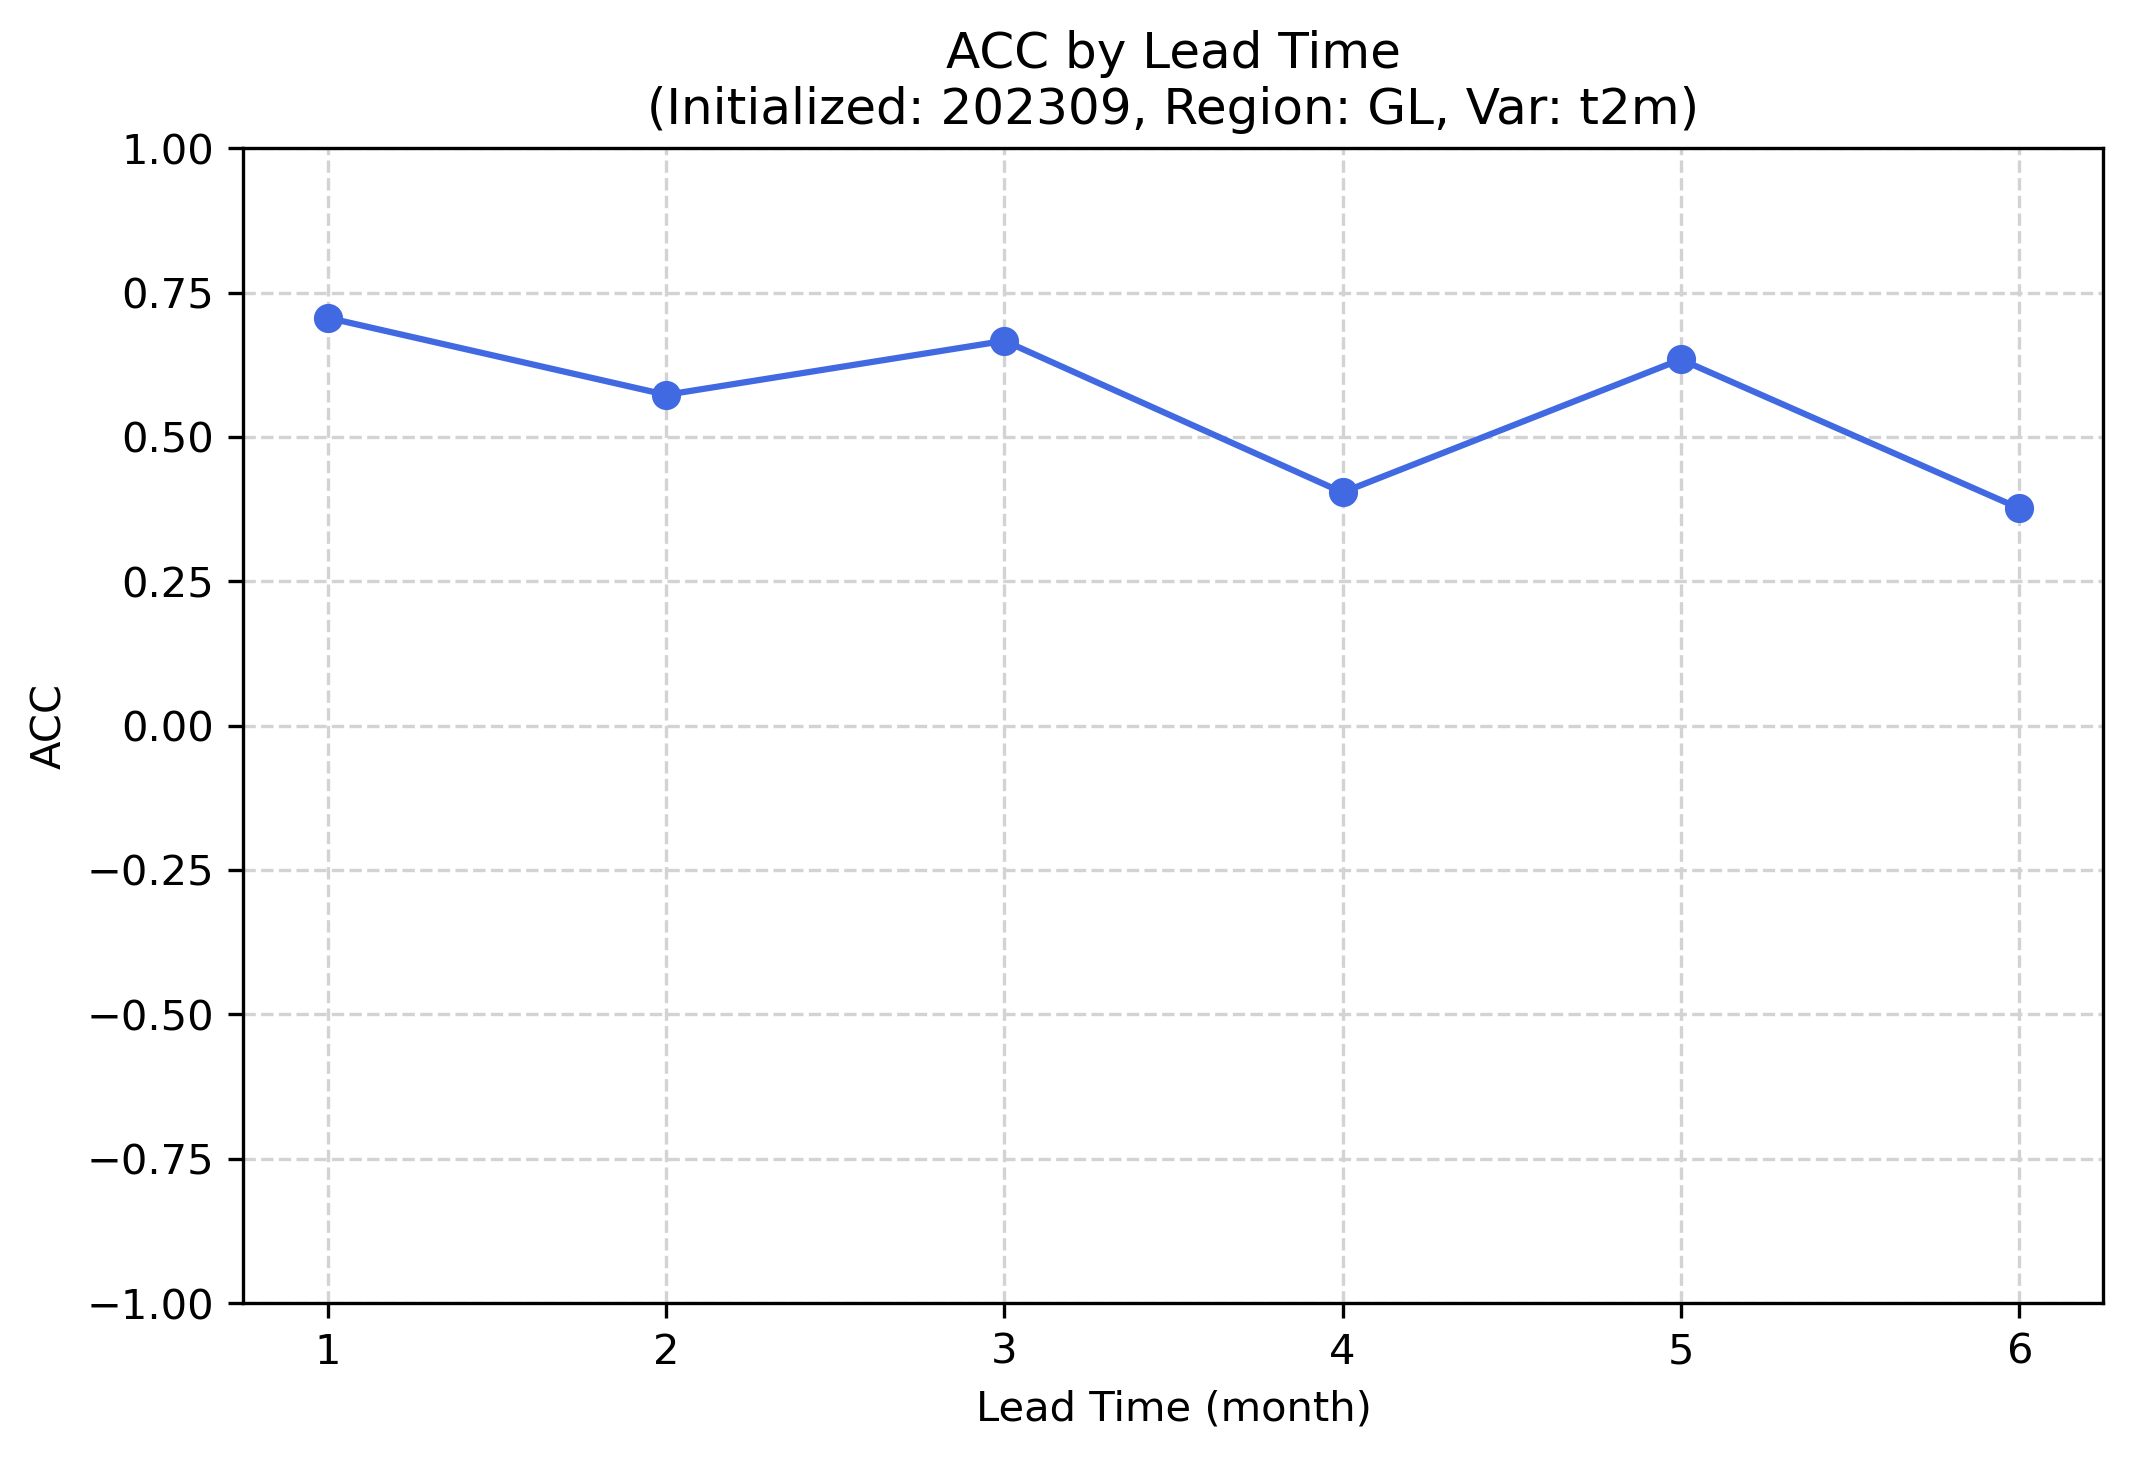 ACC by Lead Time
(Initialized: 202309, Region: GL, Var: t2m)
1.00
0.75
0.50
0.25
0.00
−0.25
−0.50
−0.75
−1.00
ACC
1 2 3 4 5 6
Lead Time (month)